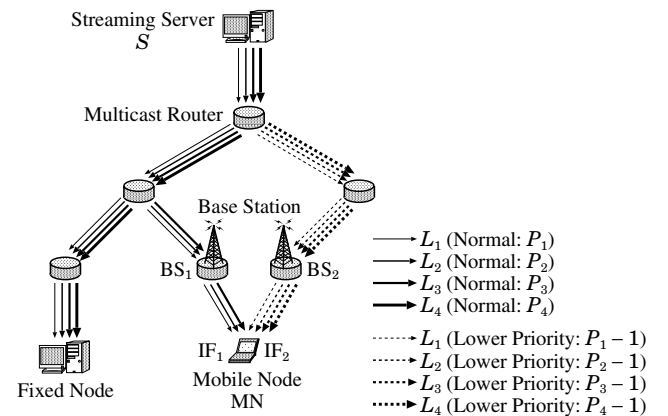 Streaming Server
S
Multicast Router
Base Station
BS₁
BS₂
IF₁
IF₂
Fixed Node
Mobile Node
MN
L₁ (Normal: P₁)
L₂ (Normal: P₂)
L₃ (Normal: P₃)
L₄ (Normal: P₄)
L₁ (Lower Priority: P₁ – 1)
L₂ (Lower Priority: P₂ – 1)
L₃ (Lower Priority: P₃ – 1)
L₄ (Lower Priority: P₄ – 1)